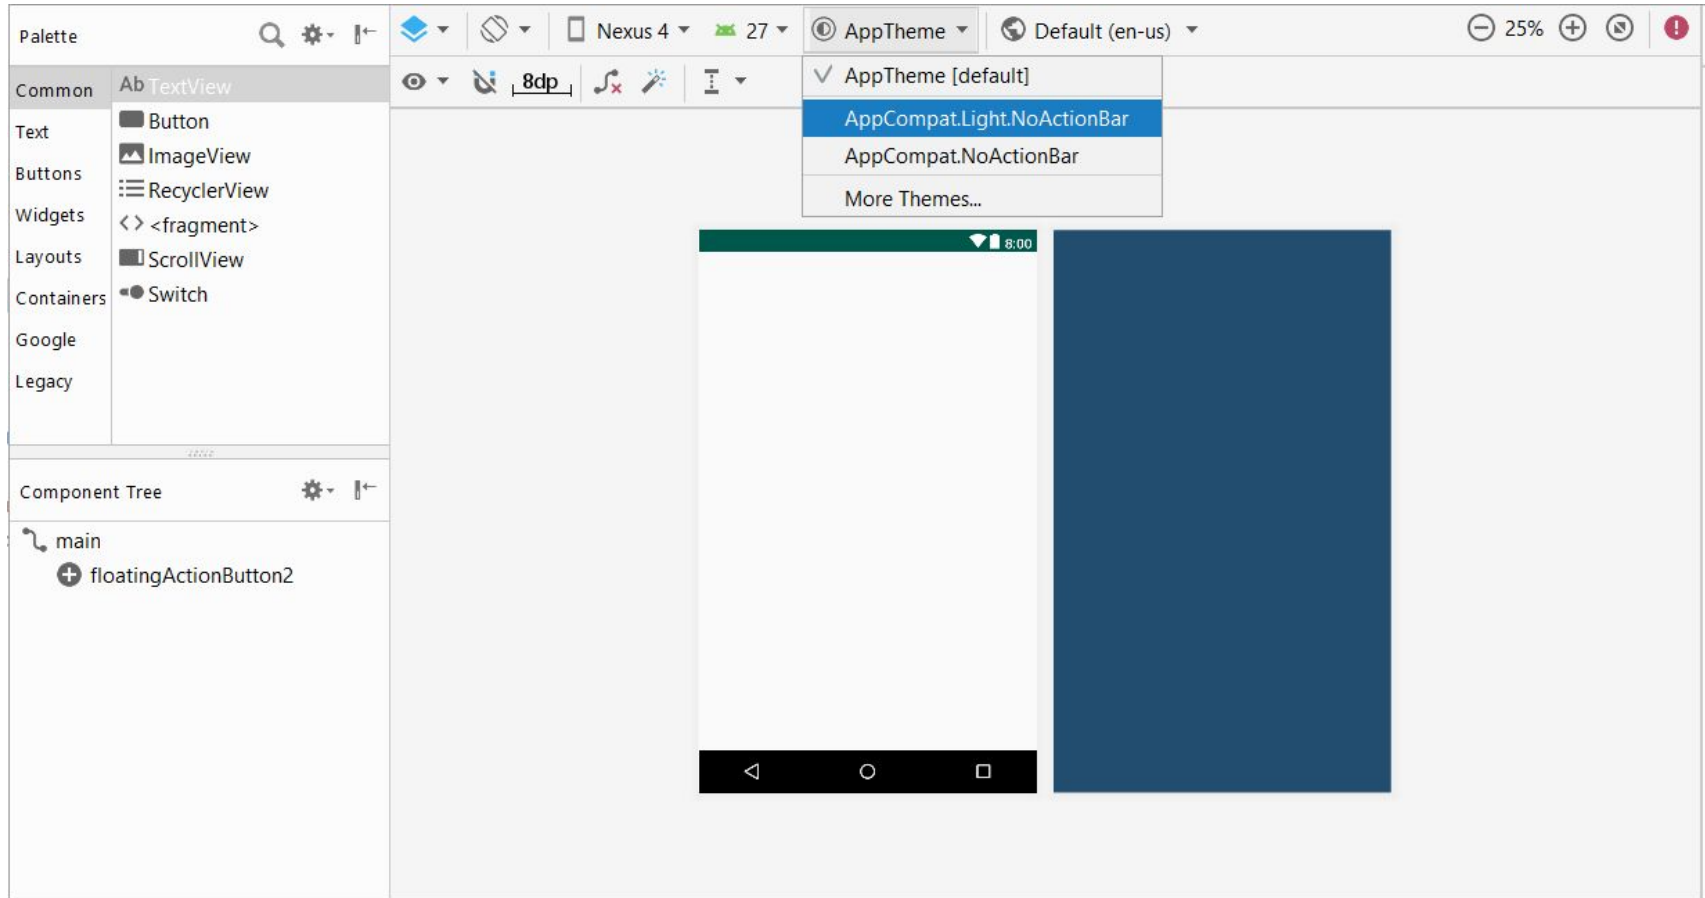 Palette
Nexus 4
27
AppTheme
Default (en-us)
25%
Common
Text
Buttons
Widgets
Layouts
Containers
Google
Legacy
Ab TextView
Button
ImageView
RecyclerView
<fragment>
ScrollView
Switch
8dp
AppTheme [default]
AppCompat.Light.NoActionBar
AppCompat.NoActionBar
More Themes...
8:00
Component Tree
main
floatingActionButton2